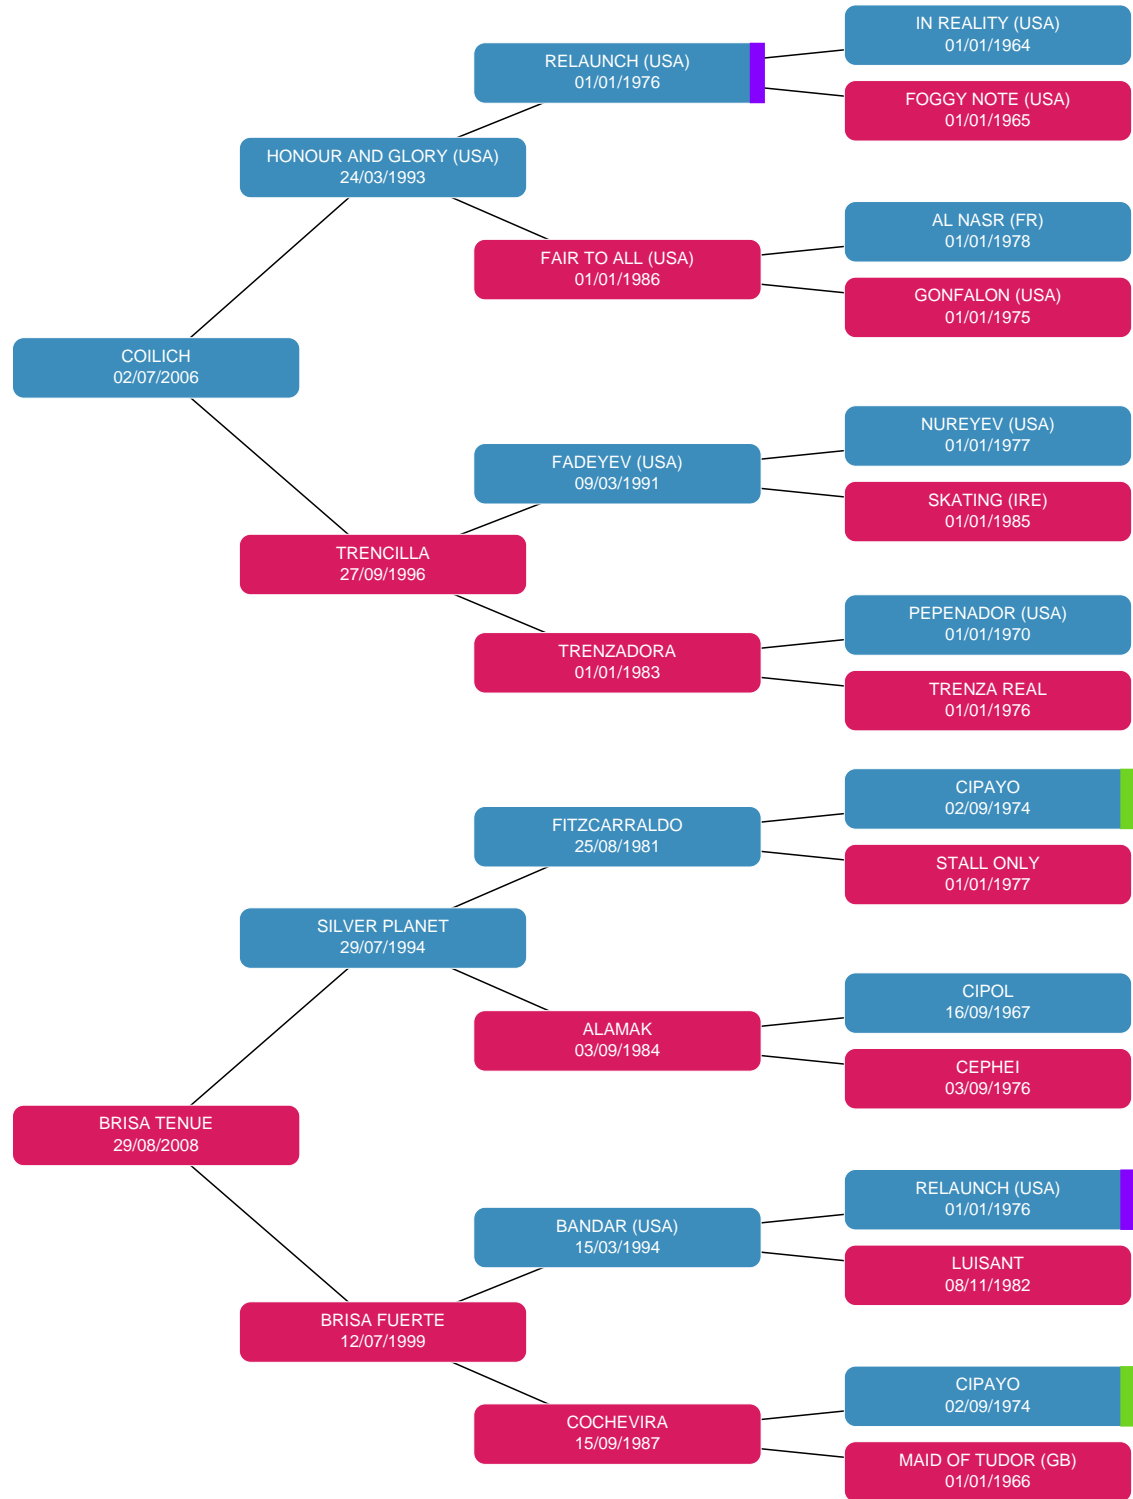 IN REALITY (USA)
01/01/1964
RELAUNCH (USA)
01/01/1976
FOGGY NOTE (USA)
01/01/1965
HONOUR AND GLORY (USA)
24/03/1993
AL NASR (FR)
01/01/1978
FAIR TO ALL (USA)
01/01/1986
GONFALON (USA)
01/01/1975
COILICH
02/07/2006
NUREYEV (USA)
01/01/1977
FADEYEV (USA)
09/03/1991
SKATING (IRE)
01/01/1985
TRENCILLA
27/09/1996
PEPENADOR (USA)
01/01/1970
TRENZADORA
01/01/1983
TRENZA REAL
01/01/1976
CIPAYO
02/09/1974
FITZCARRALDO
25/08/1981
STALL ONLY
01/01/1977
SILVER PLANET
29/07/1994
CIPOL
16/09/1967
ALAMAK
03/09/1984
CEPHEI
03/09/1976
BRISA TENUE
29/08/2008
RELAUNCH (USA)
01/01/1976
BANDAR (USA)
15/03/1994
LUISANT
08/11/1982
BRISA FUERTE
12/07/1999
CIPAYO
02/09/1974
COCHEVIRA
15/09/1987
MAID OF TUDOR (GB)
01/01/1966